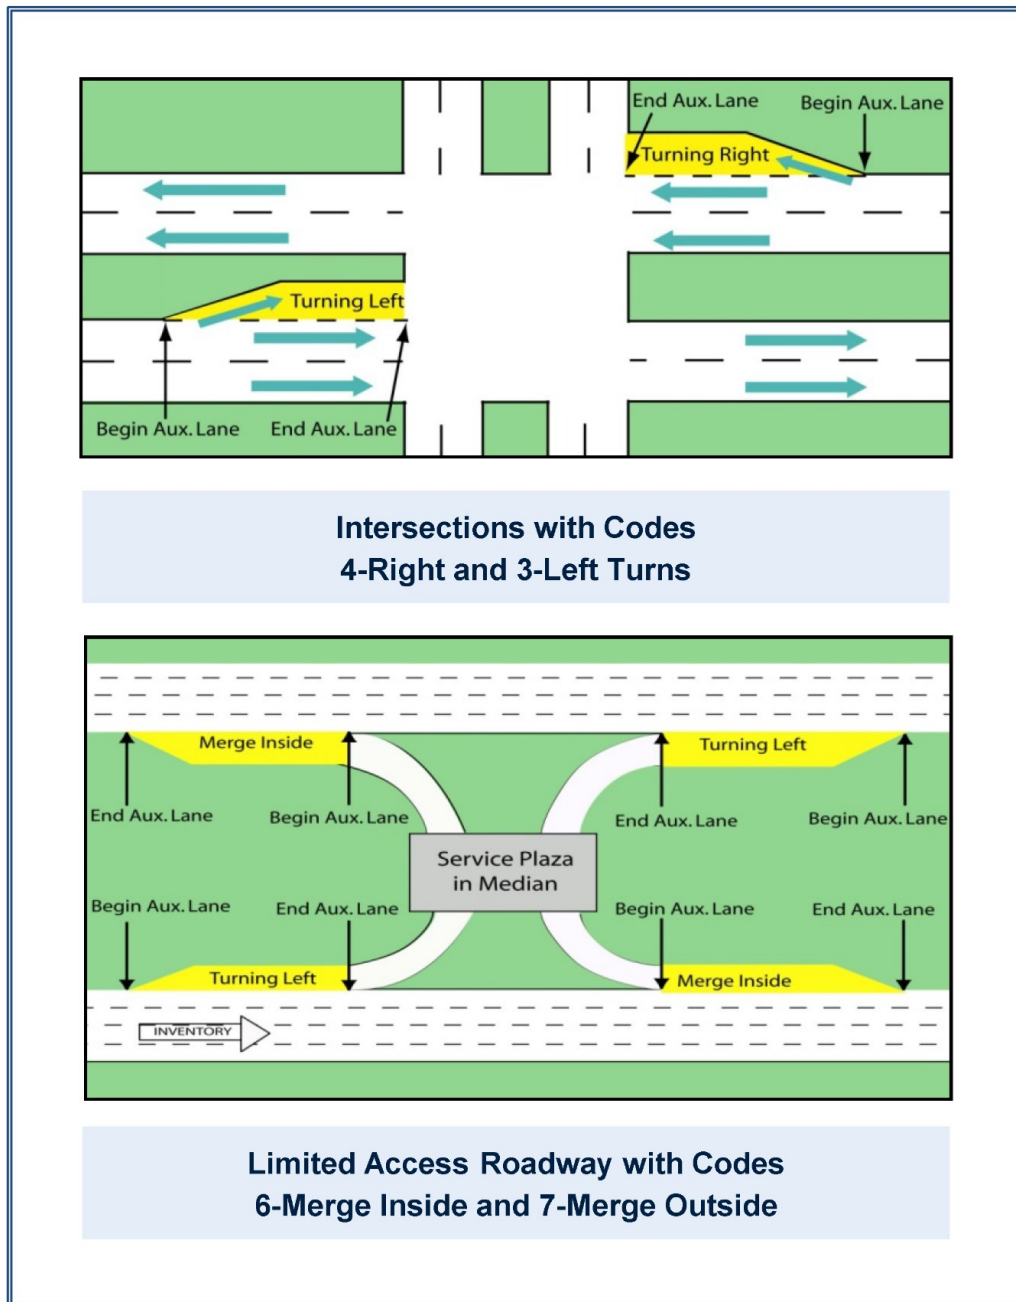 End Aux. Lane
Begin Aux. Lane
Turning Right
Turning Left
Begin Aux. Lane
End Aux. Lane
Intersections with Codes
4-Right and 3-Left Turns
Merge Inside
Turning Left
End Aux. Lane
Begin Aux. Lane
End Aux. Lane
Begin Aux. Lane
Service Plaza
in Median
Begin Aux. Lane
End Aux. Lane
Begin Aux. Lane
End Aux. Lane
Turning Left
Merge Inside
INVENTORY
Limited Access Roadway with Codes
6-Merge Inside and 7-Merge Outside